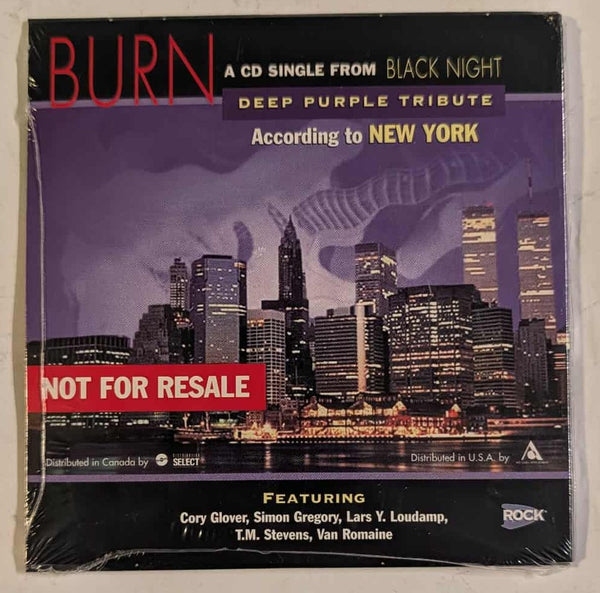 BURN
A CD SINGLE FROM BLACK NIGHT
DEEP PURPLE TRIBUTE
According to NEW YORK
NOT FOR RESALE
Distributed in Canada by
SELECT
Distributed in U.S.A. by
FEATURING
Cory Glover, Simon Gregory, Lars Y. Loudamp,
T.M. Stevens, Van Romaine
ROCK